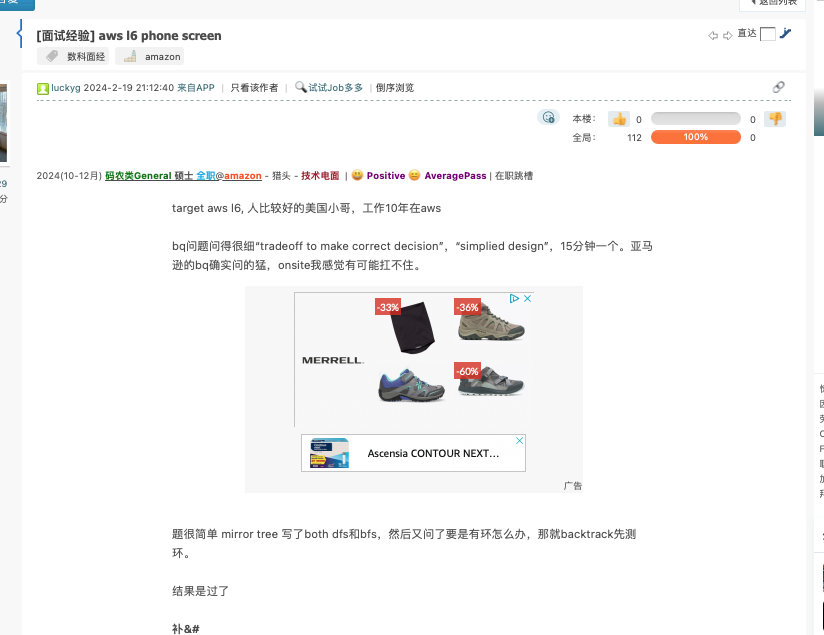 返回列表
[面试经验] aws l6 phone screen
直达
数科面经 amazon
luckyg 2024-2-19 21:12:40 来自APP | 只看该作者 | 试试Job多多 | 倒序浏览
本楼： 0 0
全局： 112 100% 0
29
分
2024(10-12月) 码农类General 硕士 全职@amazon - 猎头 - 技术电面 | Positive AveragePass | 在职跳槽
target aws l6, 人比较好的美国小哥，工作10年在aws
bq问题问得很细“tradeoff to make correct decision”，“simplied design”，15分钟一个。亚马
逊的bq确实问的猛，onsite我感觉有可能扛不住。
-33% -36%
MERRELL.
-60%
Ascensia CONTOUR NEXT...
广告
题很简单 mirror tree 写了both dfs和bfs，然后又问了要是有环怎么办，那就backtrack先测
环。
结果是过了
补&#